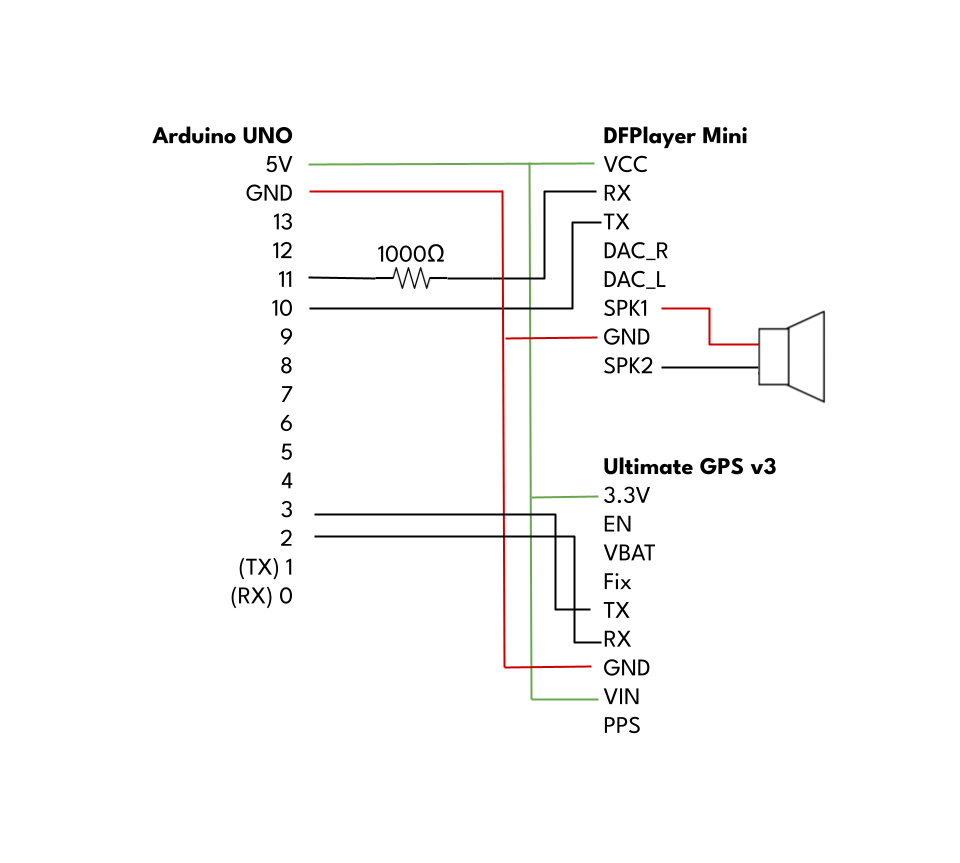 Arduino UNO
5V
GND
13
12
11
10
9
8
7
6
5
4
3
2
(TX) 1
(RX) 0
1000Ω
DFPlayer Mini
VCC
RX
TX
DAC_R
DAC_L
SPK1
GND
SPK2
Ultimate GPS v3
3.3V
EN
VBAT
Fix
TX
RX
GND
VIN
PPS